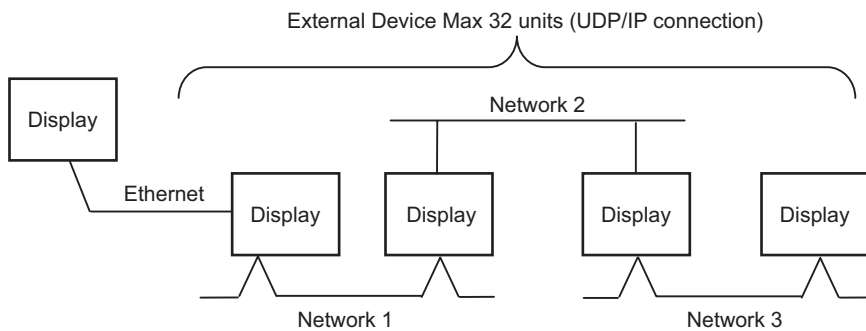 External Device Max 32 units (UDP/IP connection)
Network 2
Display
Ethernet
Display
Display
Display
Display
Network 1
Network 3